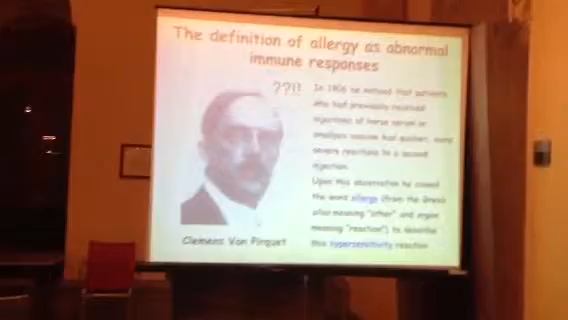 The definition of allergy as abnormal
immune responses
??!!
In 1906 he noticed that patients
who had previously received
injections of horse serum or
smallpox vaccine had quicker, more
severe reactions to a second
injection.
Upon this observation he coined
the word allergy (from the Greek
allos meaning "other" and ergon
meaning "reaction") to describe
this hypersensitivity reaction
Clemens Von Pirquet